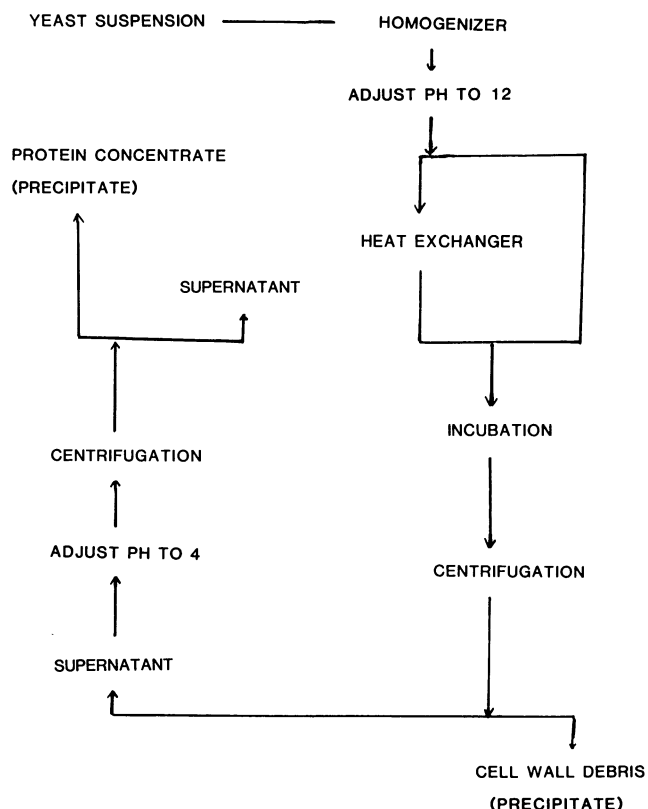 YEAST SUSPENSION
HOMOGENIZER
ADJUST PH TO 12
HEAT EXCHANGER
INCUBATION
CENTRIFUGATION
CELL WALL DEBRIS
(PRECIPITATE)
SUPERNATANT
ADJUST PH TO 4
CENTRIFUGATION
SUPERNATANT
PROTEIN CONCENTRATE
(PRECIPITATE)